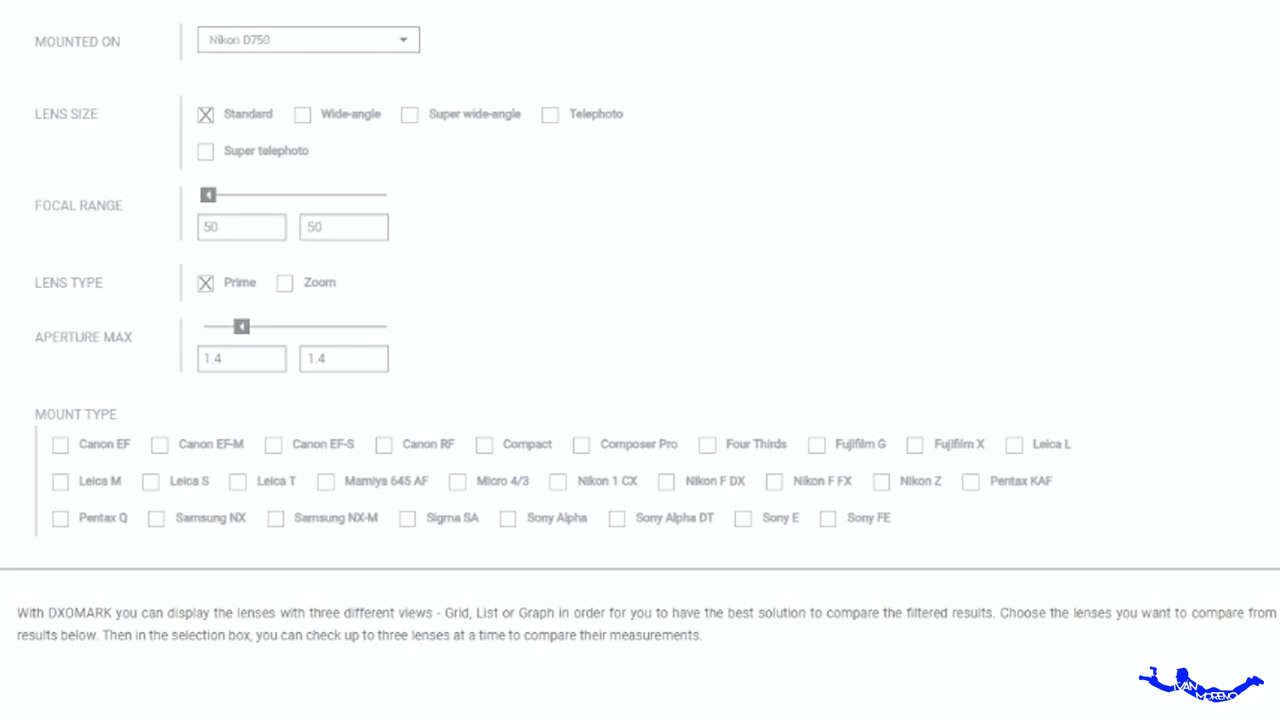 MOUNTED ON Nikon D750
LENS SIZE Standard Wide-angle Super wide-angle Telephoto
Super telephoto
FOCAL RANGE
50 50
LENS TYPE Prime Zoom
APERTURE MAX
1.4 1.4
MOUNT TYPE
Canon EF Canon EF-M Canon EF-S Canon RF Compact Composer Pro Four Thirds Fujifilm G Fujifilm X Leica L
Leica M Leica S Leica T Mamiya 645 AF Micro 4/3 Nikon 1 CX Nikon F DX Nikon F FX Nikon Z Pentax KAF
Pentax Q Samsung NX Samsung NX-M Sigma SA Sony Alpha Sony Alpha DT Sony E Sony FE
With DXOMARK you can display the lenses with three different views - Grid, List or Graph in order for you to have the best solution to compare the filtered results. Choose the lenses you want to compare from
results below. Then in the selection box, you can check up to three lenses at a time to compare their measurements.
IVAN
MORENO